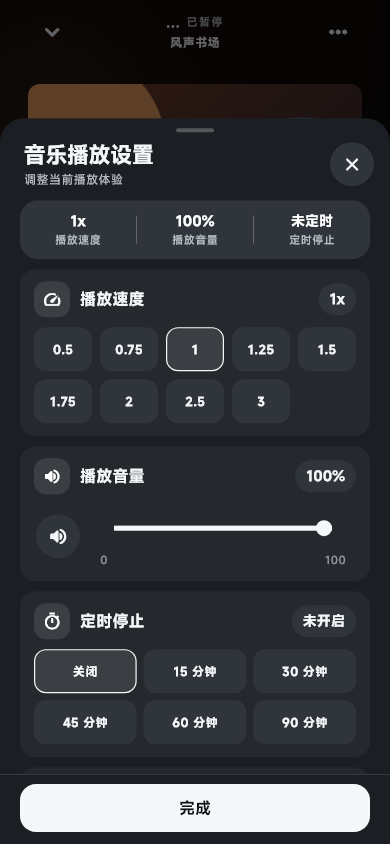 ... 已暂停
风声书场
音乐播放设置
调整当前播放体验
1x
播放速度
100%
播放音量
未定时
定时停止
播放速度
1x
0.5 0.75 1 1.25 1.5
1.75 2 2.5 3
播放音量
100%
0 100
定时停止
未开启
关闭 15 分钟 30 分钟
45 分钟 60 分钟 90 分钟
完成